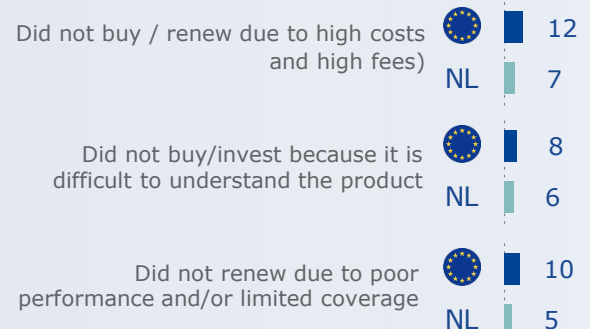 Did not buy / renew due to high costs
and high fees)
12
NL 7
Did not buy/invest because it is
difficult to understand the product
8
NL 6
Did not renew due to poor
performance and/or limited coverage
10
NL 5